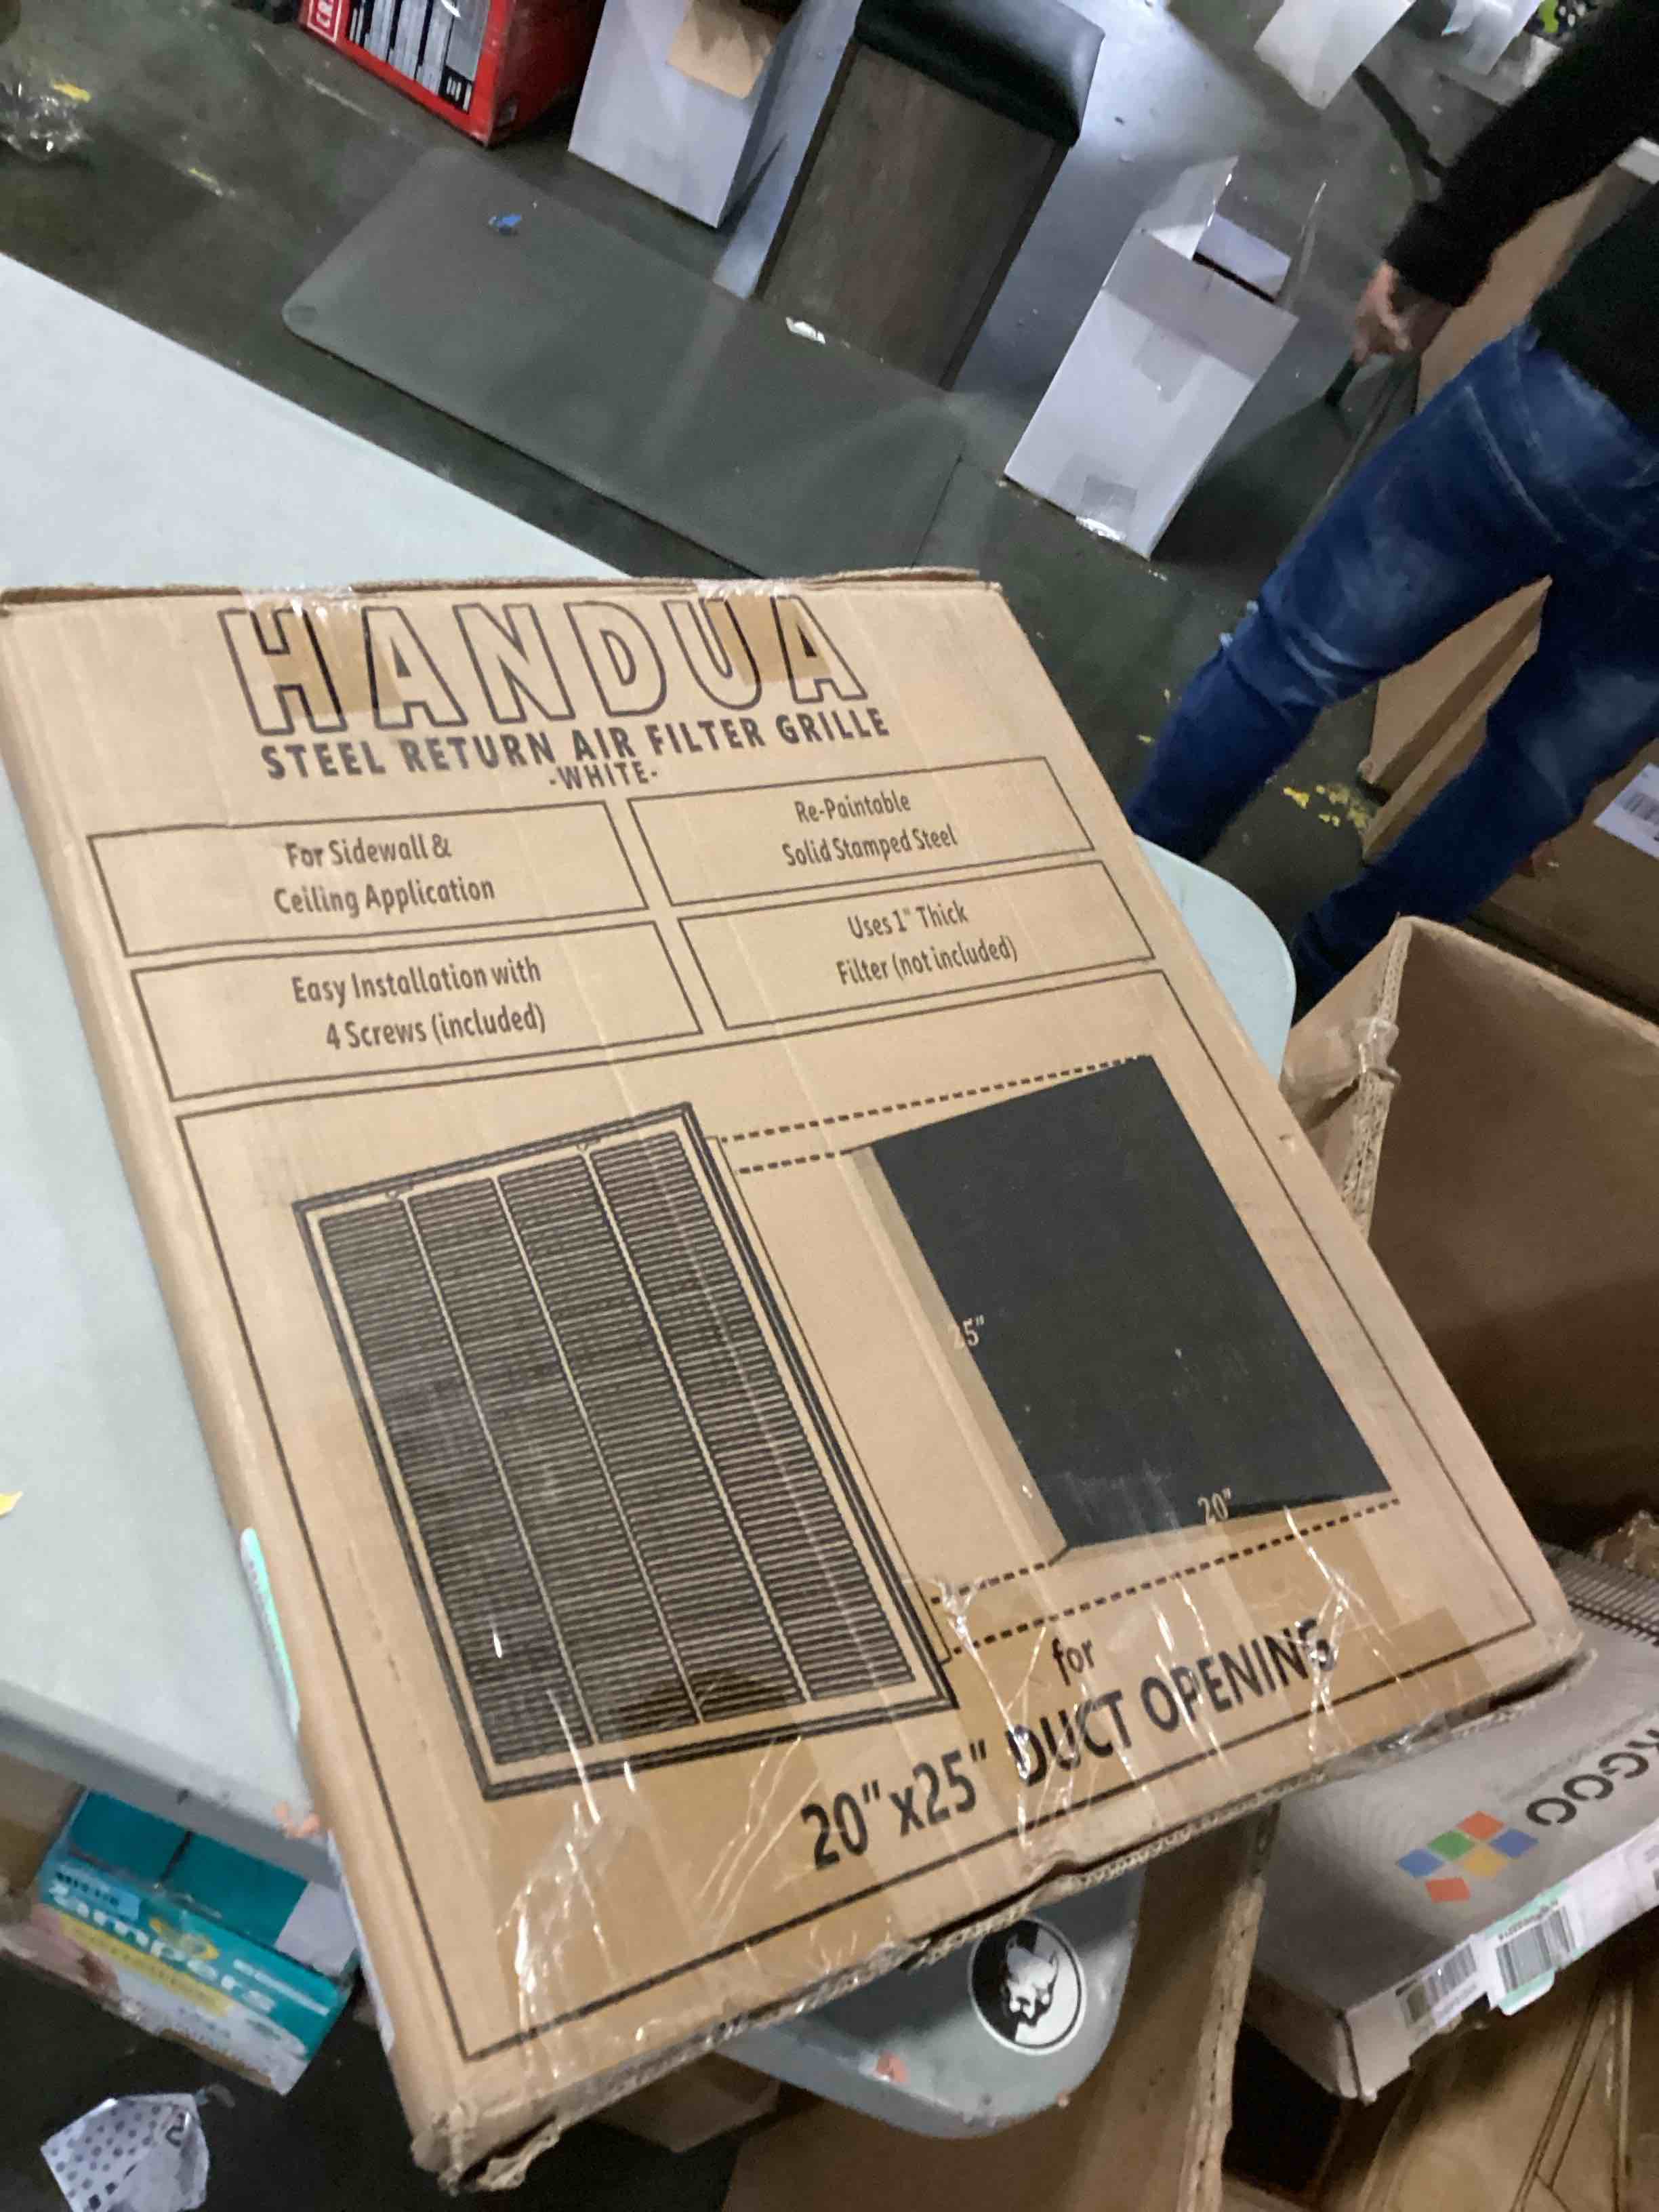 HANDUA
STEEL RETURN AIR FILTER GRILLE
-WHITE-
For Sidewall &
Ceiling Application
Re-Paintable
Solid Stamped Steel
Easy Installation with
4 Screws (included)
Uses 1" Thick
Filter (not included)
25"
20"
for
20"x25" DUCT OPENING